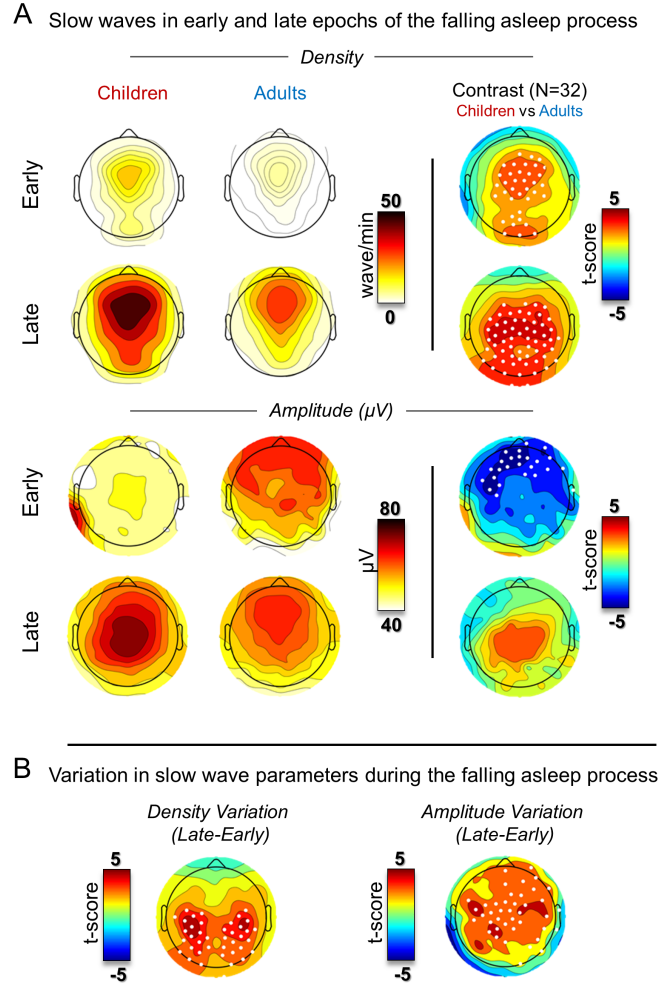 A Slow waves in early and late epochs of the falling asleep process
Density
Children Adults Contrast (N=32)
Children vs Adults
Early
50
wave/min
0
5
t-score
-5
Late
Amplitude (µV)
Early
80
µV
40
5
t-score
-5
Late
B Variation in slow wave parameters during the falling asleep process
Density Variation
(Late-Early)
Amplitude Variation
(Late-Early)
5
t-score
-5
5
t-score
-5